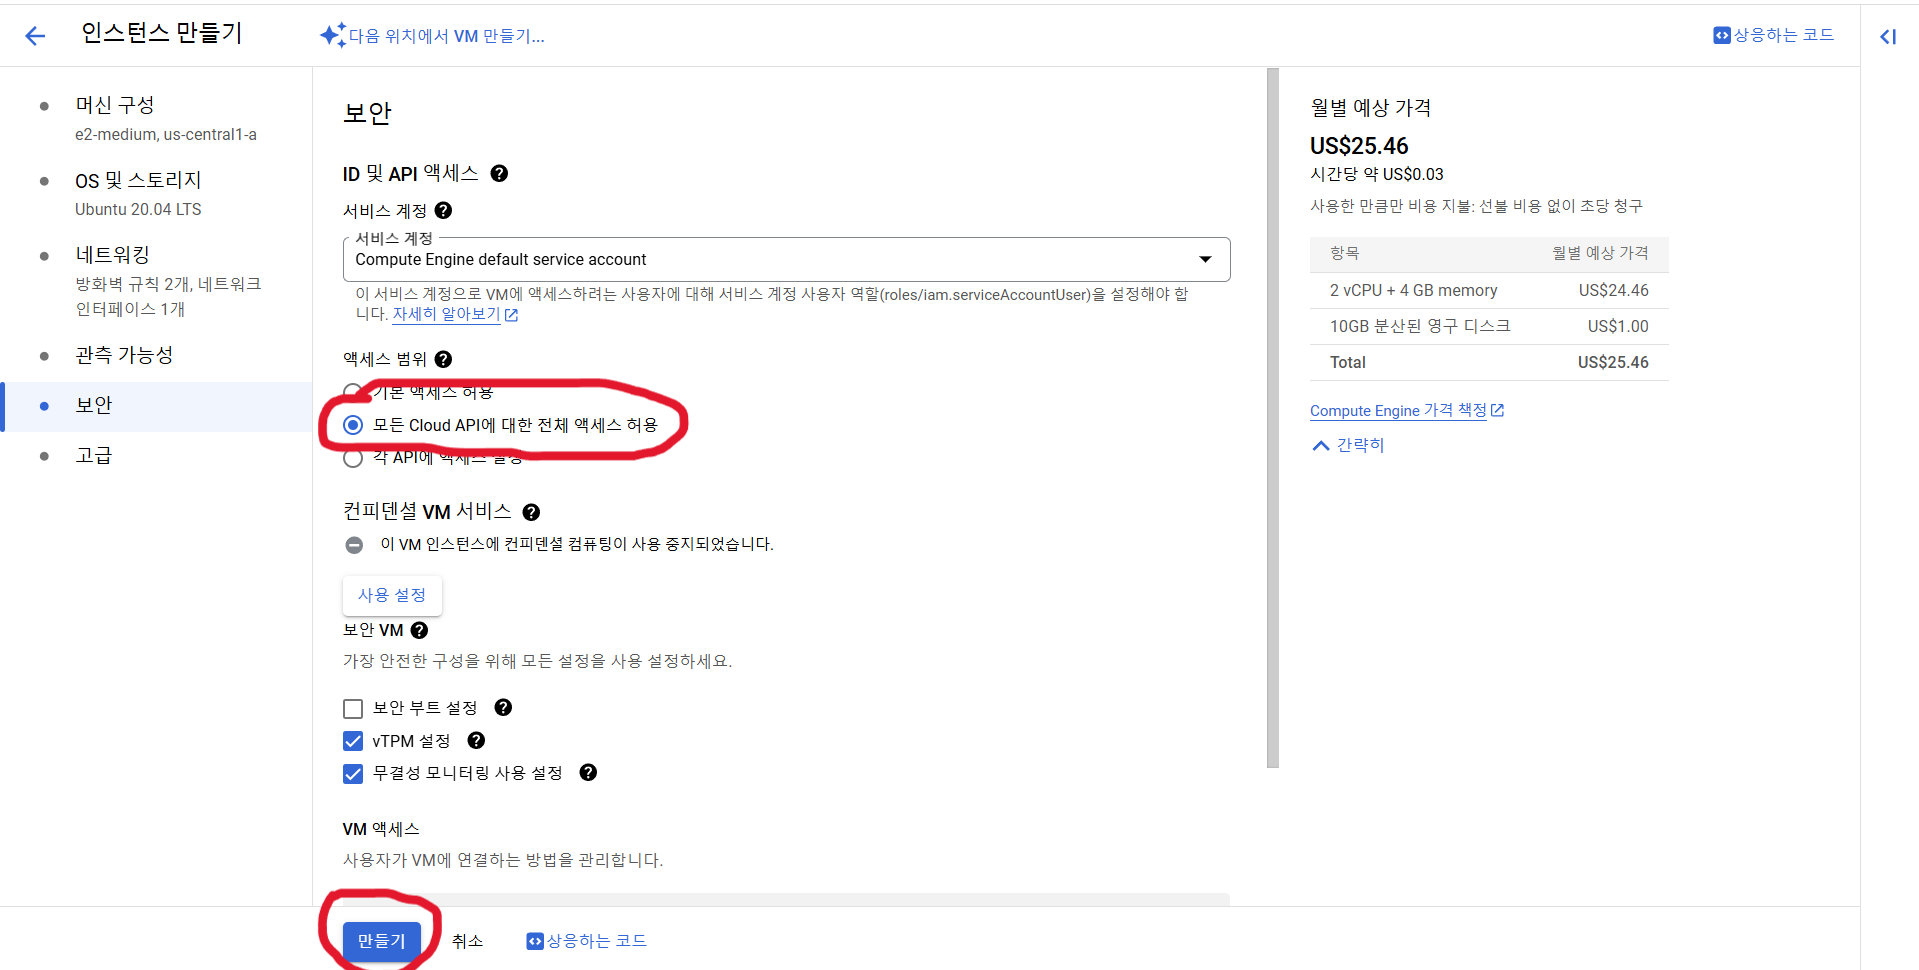 인스턴스 만들기
다음 위치에서 VM 만들기...
상응하는 코드
머신 구성
e2-medium, us-central1-a
OS 및 스토리지
Ubuntu 20.04 LTS
네트워킹
방화벽 규칙 2개, 네트워크
인터페이스 1개
관측 가능성
보안
고급
보안
ID 및 API 액세스
서비스 계정
서비스 계정
Compute Engine default service account
이 서비스 계정으로 VM에 액세스하려는 사용자에 대해 서비스 계정 사용자 역할(roles/iam.serviceAccountUser)을 설정해야 합
니다. 자세히 알아보기
액세스 범위
기본 액세스 허용
모든 Cloud API에 대한 전체 액세스 허용
각 API에 액세스 설정
컨피덴셜 VM 서비스
이 VM 인스턴스에 컨피덴셜 컴퓨팅이 사용 중지되었습니다.
사용 설정
보안 VM
가장 안전한 구성을 위해 모든 설정을 사용 설정하세요.
보안 부트 설정
vTPM 설정
무결성 모니터링 사용 설정
VM 액세스
사용자가 VM에 연결하는 방법을 관리합니다.
만들기
취소
상응하는 코드
월별 예상 가격
US$25.46
시간당 약 US$0.03
사용한 만큼만 비용 지불: 선불 비용 없이 초당 청구
항목 월별 예상 가격
2 vCPU + 4 GB memory US$24.46
10GB 분산된 영구 디스크 US$1.00
Total US$25.46
Compute Engine 가격 책정
간략히